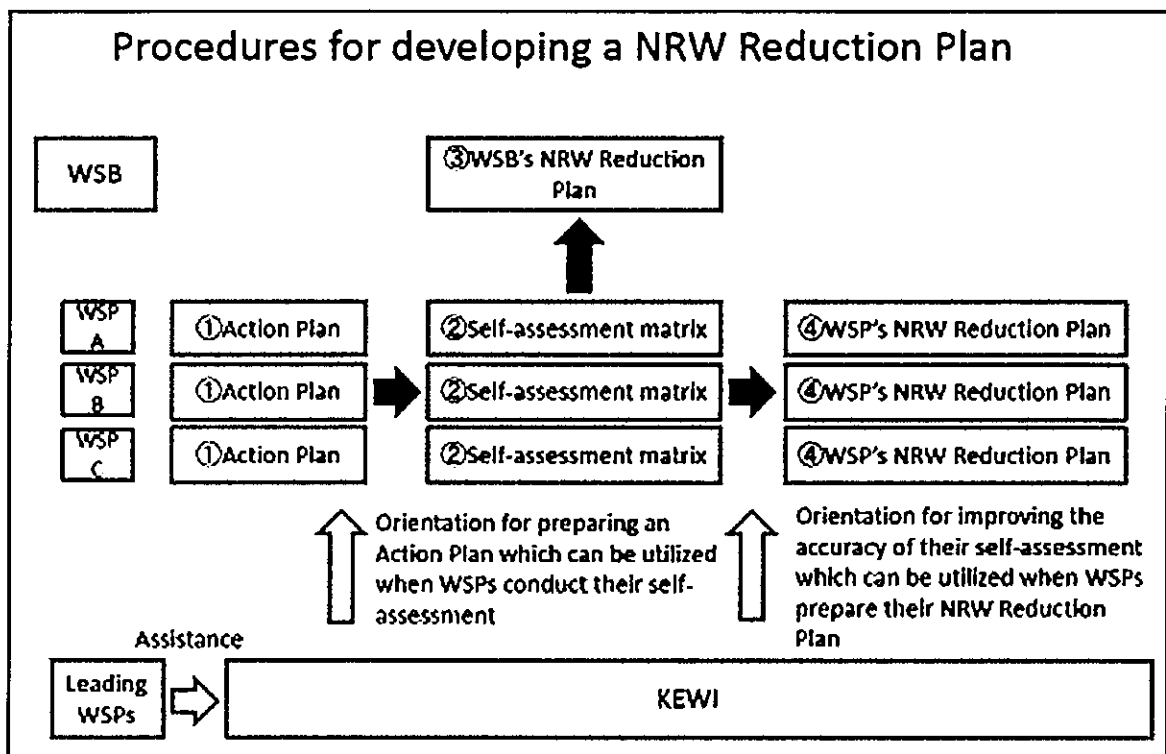 Procedures for developing a NRW Reduction Plan
WSB
③WSB's NRW Reduction
Plan
WSP
A
①Action Plan
②Self-assessment matrix
④WSP's NRW Reduction Plan
WSP
B
①Action Plan
②Self-assessment matrix
④WSP's NRW Reduction Plan
WSP
C
①Action Plan
②Self-assessment matrix
④WSP's NRW Reduction Plan
Orientation for preparing an
Action Plan which can be utilized
when WSPs conduct their self-
assessment
Orientation for improving the
accuracy of their self-assessment
which can be utilized when WSPs
prepare their NRW Reduction
Plan
Assistance
Leading
WSPs
KEWI